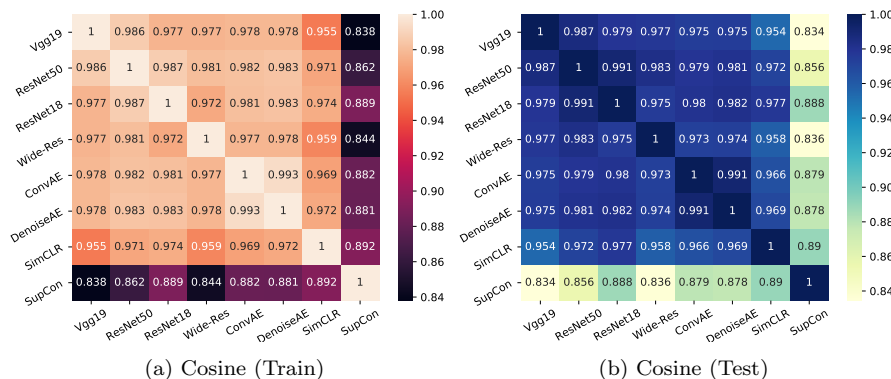 Vgg19 1 0.986 0.977 0.977 0.978 0.978 0.955 0.838
ResNet50 0.986 1 0.987 0.981 0.982 0.983 0.971 0.862
ResNet18 0.977 0.987 1 0.972 0.981 0.983 0.974 0.889
Wide-Res 0.977 0.981 0.972 1 0.977 0.978 0.959 0.844
ConvAE 0.978 0.982 0.981 0.977 1 0.993 0.969 0.882
DenoiseAE 0.978 0.983 0.983 0.978 0.993 1 0.972 0.881
SimCLR 0.955 0.971 0.974 0.959 0.969 0.972 1 0.892
SupCon 0.838 0.862 0.889 0.844 0.882 0.881 0.892 1
Vgg19 ResNet50 ResNet18 Wide-Res ConvAE DenoiseAE SimCLR SupCon
1.00
0.98
0.96
0.94
0.92
0.90
0.88
0.86
0.84
(a) Cosine (Train)
Vgg19 1 0.987 0.979 0.977 0.975 0.975 0.954 0.834
ResNet50 0.987 1 0.991 0.983 0.979 0.981 0.972 0.856
ResNet18 0.979 0.991 1 0.975 0.98 0.982 0.977 0.888
Wide-Res 0.977 0.983 0.975 1 0.973 0.974 0.958 0.836
ConvAE 0.975 0.979 0.98 0.973 1 0.991 0.966 0.879
DenoiseAE 0.975 0.981 0.982 0.974 0.991 1 0.969 0.878
SimCLR 0.954 0.972 0.977 0.958 0.966 0.969 1 0.89
SupCon 0.834 0.856 0.888 0.836 0.879 0.878 0.89 1
Vgg19 ResNet50 ResNet18 Wide-Res ConvAE DenoiseAE SimCLR SupCon
1.00
0.98
0.96
0.94
0.92
0.90
0.88
0.86
0.84
(b) Cosine (Test)